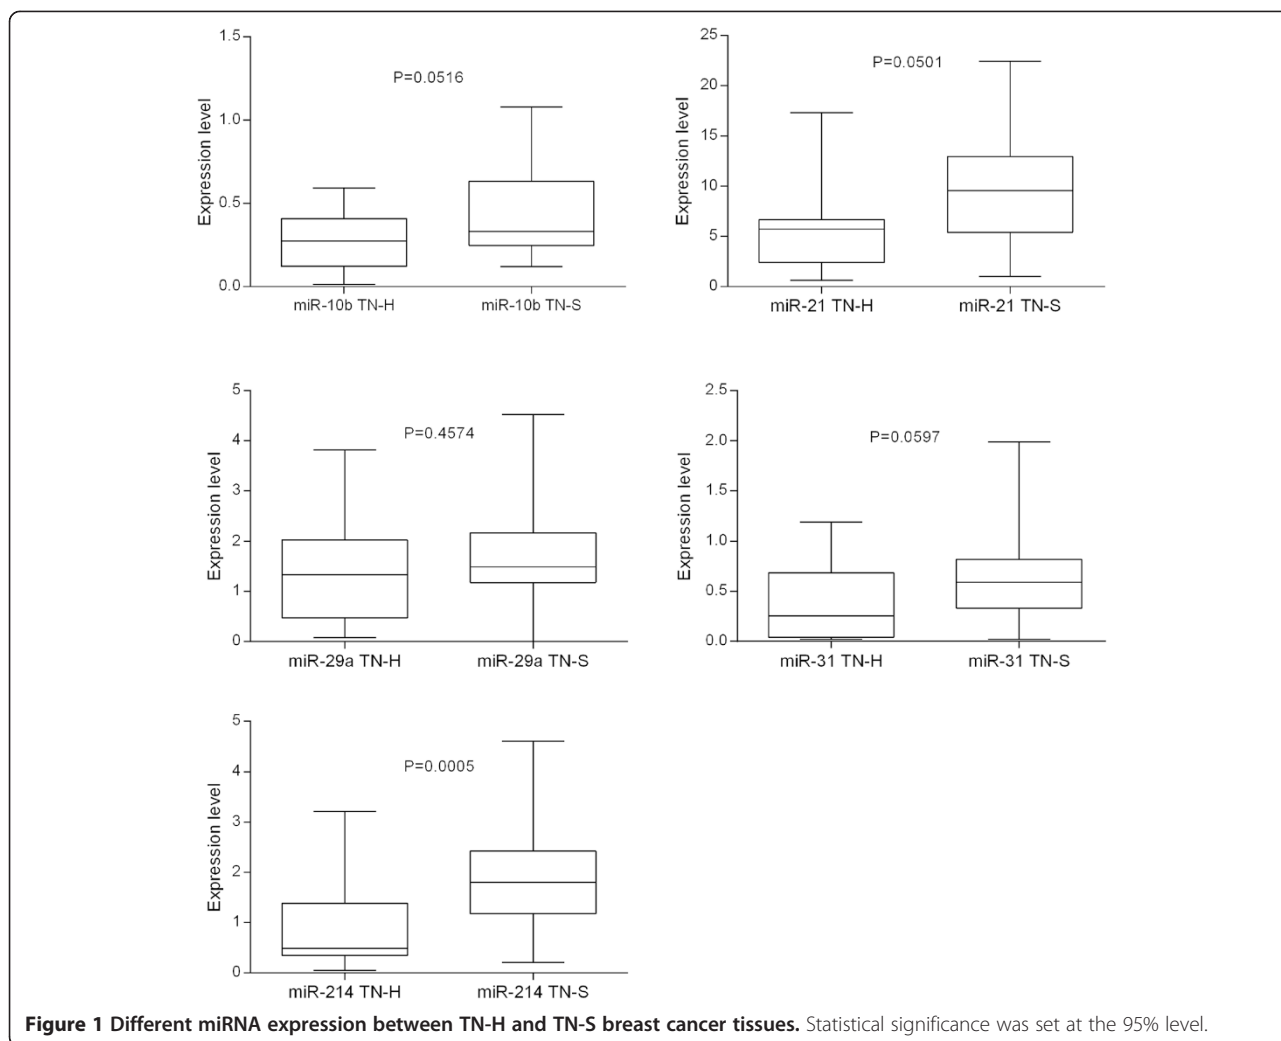 1.5
1.0
0.5
0.0
Expression level
P=0.0516
miR-10b TN-H
miR-10b TN-S
25
20
15
10
5
0
Expression level
P=0.0501
miR-21 TN-H
miR-21 TN-S
5
4
3
2
1
0
Expression level
P=0.4574
miR-29a TN-H
miR-29a TN-S
2.5
2.0
1.5
1.0
0.5
0.0
Expression level
P=0.0597
miR-31 TN-H
miR-31 TN-S
5
4
3
2
1
0
Expression level
P=0.0005
miR-214 TN-H
miR-214 TN-S
Figure 1 Different miRNA expression between TN-H and TN-S breast cancer tissues. Statistical significance was set at the 95% level.